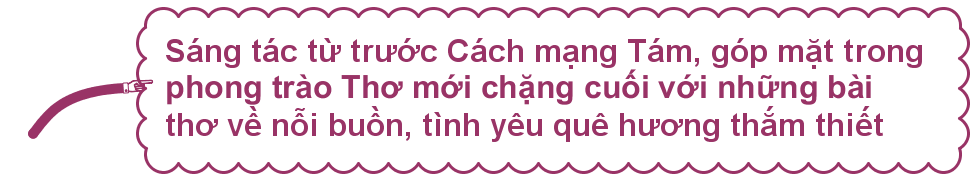 Sáng tác từ trước Cách mạng Tám, góp mặt trong
phong trào Thơ mới chặng cuối với những bài
thơ về nỗi buồn, tình yêu quê hương thắm thiết